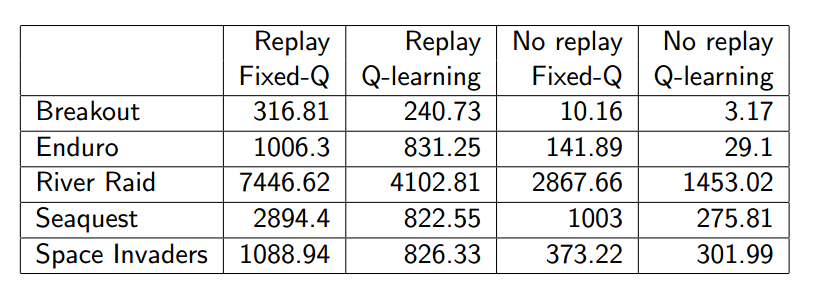 Replay Replay No replay No replay
Fixed-Q Q-learning Fixed-Q Q-learning
Breakout 316.81 240.73 10.16 3.17
Enduro 1006.3 831.25 141.89 29.1
River Raid 7446.62 4102.81 2867.66 1453.02
Seaquest 2894.4 822.55 1003 275.81
Space Invaders 1088.94 826.33 373.22 301.99